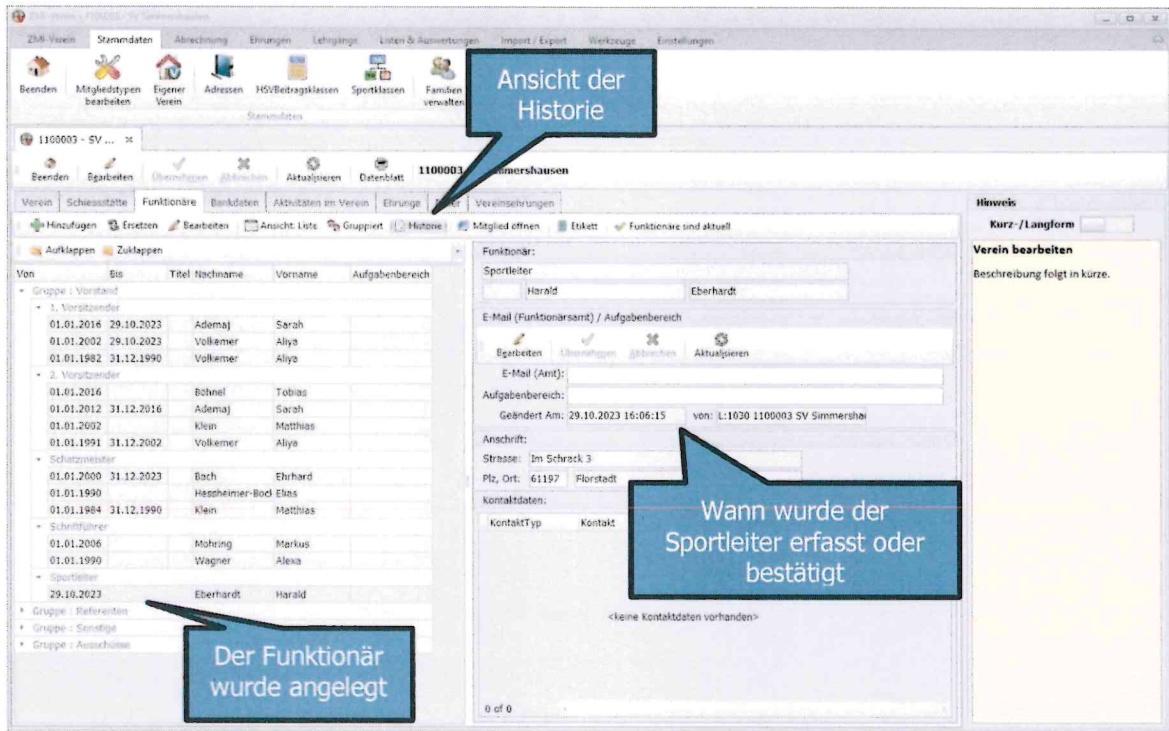 ZMI-Verein - 1100003 - SV Simmershausen
ZMI-Verein Stammdaten Abrechnung Ehrungen Lehrgänge Listen & Auswertungen Import / Export Werkzeuge Einstellungen
Beenden Mitgliedstypen bearbeiten Eigener Verein Adressen HSVBeitragsklassen Sportklassen Familien verwalten
Stammdaten
Ansicht der
Historie
1100003 - SV ...
Beenden Bearbeiten Übernehmen Abbrechen Aktualisieren Datenblatt 1100003 mmershausen
Verein Schiessstätte Funktionäre Bankdaten Aktivitäten im Verein Ehrunge Vereinsehrungen
Hinzufügen Ersetzen Bearbeiten Ansicht: Liste Gruppiert Historie Mitglied öffnen Etikett Funktionäre sind aktuell
Aufklappen Zuklappen
Von Bis Titel Nachname Vorname Aufgabenbereich
Gruppe : Vorstand
1. Vorsitzender
01.01.2016 29.10.2023 Ademaj Sarah
01.01.2002 29.10.2023 Volkemer Aliya
01.01.1982 31.12.1990 Volkemer Aliya
2. Vorsitzender
01.01.2016 Böhnel Tobias
01.01.2012 31.12.2016 Ademaj Sarah
01.01.2002 Klein Matthias
01.01.1991 31.12.2002 Volkemer Aliya
Schatzmeister
01.01.2000 31.12.2023 Bach Ehrhard
01.01.1990 Hessheimer-Bocl Elias
01.01.1984 31.12.1990 Klein Matthias
Schriftführer
01.01.2006 Möhring Markus
01.01.1990 Wagner Alexa
Sportleiter
29.10.2023 Eberhardt Harald
Gruppe : Referenten
Gruppe : Sonstige
Gruppe : Ausschüsse
Der Funktionär
wurde angelegt
Funktionär:
Sportleiter
Harald Eberhardt
E-Mail (Funktionärsamt) / Aufgabenbereich
Bearbeiten Übernehmen Abbrechen Aktualisieren
E-Mail (Amt):
Aufgabenbereich:
Geändert Am: 29.10.2023 16:06:15 von: L:1030 1100003 SV Simmershai
Anschrift:
Strasse: Im Schrack 3
Plz, Ort: 61197 Florstadt
Kontaktdaten:
KontaktTyp Kontakt
Wann wurde der
Sportleiter erfasst oder
bestätigt
<keine Kontaktdaten vorhanden>
0 of 0
Hinweis
Kurz-/Langform
Verein bearbeiten
Beschreibung folgt in kürze.